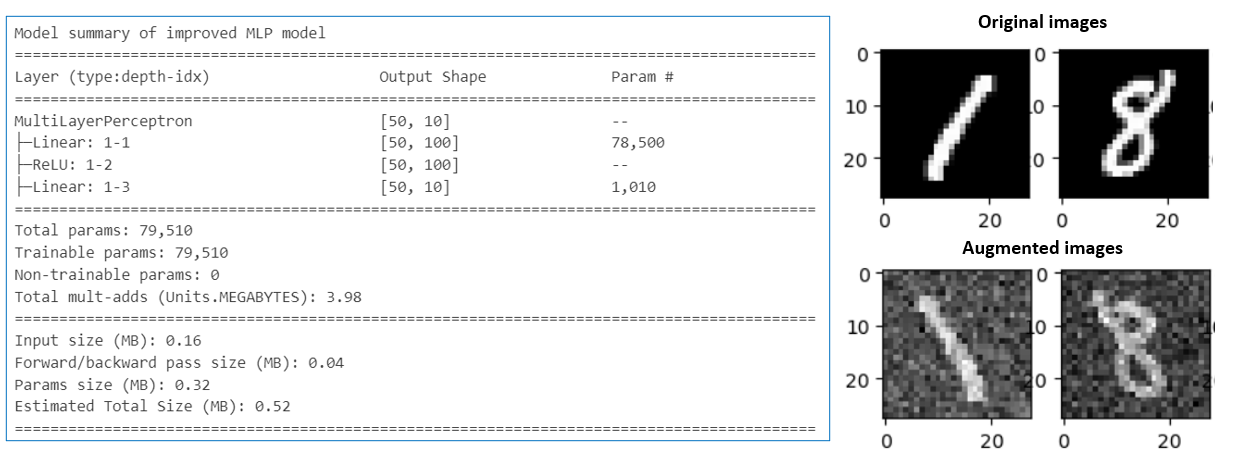 Model summary of improved MLP model
==========================================================================================
Layer (type:depth-idx) Output Shape Param #
==========================================================================================
MultiLayerPerceptron [50, 10] --
├─Linear: 1-1 [50, 100] 78,500
├─ReLU: 1-2 [50, 100] --
├─Linear: 1-3 [50, 10] 1,010
==========================================================================================
Total params: 79,510
Trainable params: 79,510
Non-trainable params: 0
Total mult-adds (Units.MEGABYTES): 3.98
==========================================================================================
Input size (MB): 0.16
Forward/backward pass size (MB): 0.04
Params size (MB): 0.32
Estimated Total Size (MB): 0.52
==========================================================================================
Original images
0 0
10 10
20 20
0 20 0 20
Augmented images
0 0
10 10
20 20
0 20 0 20